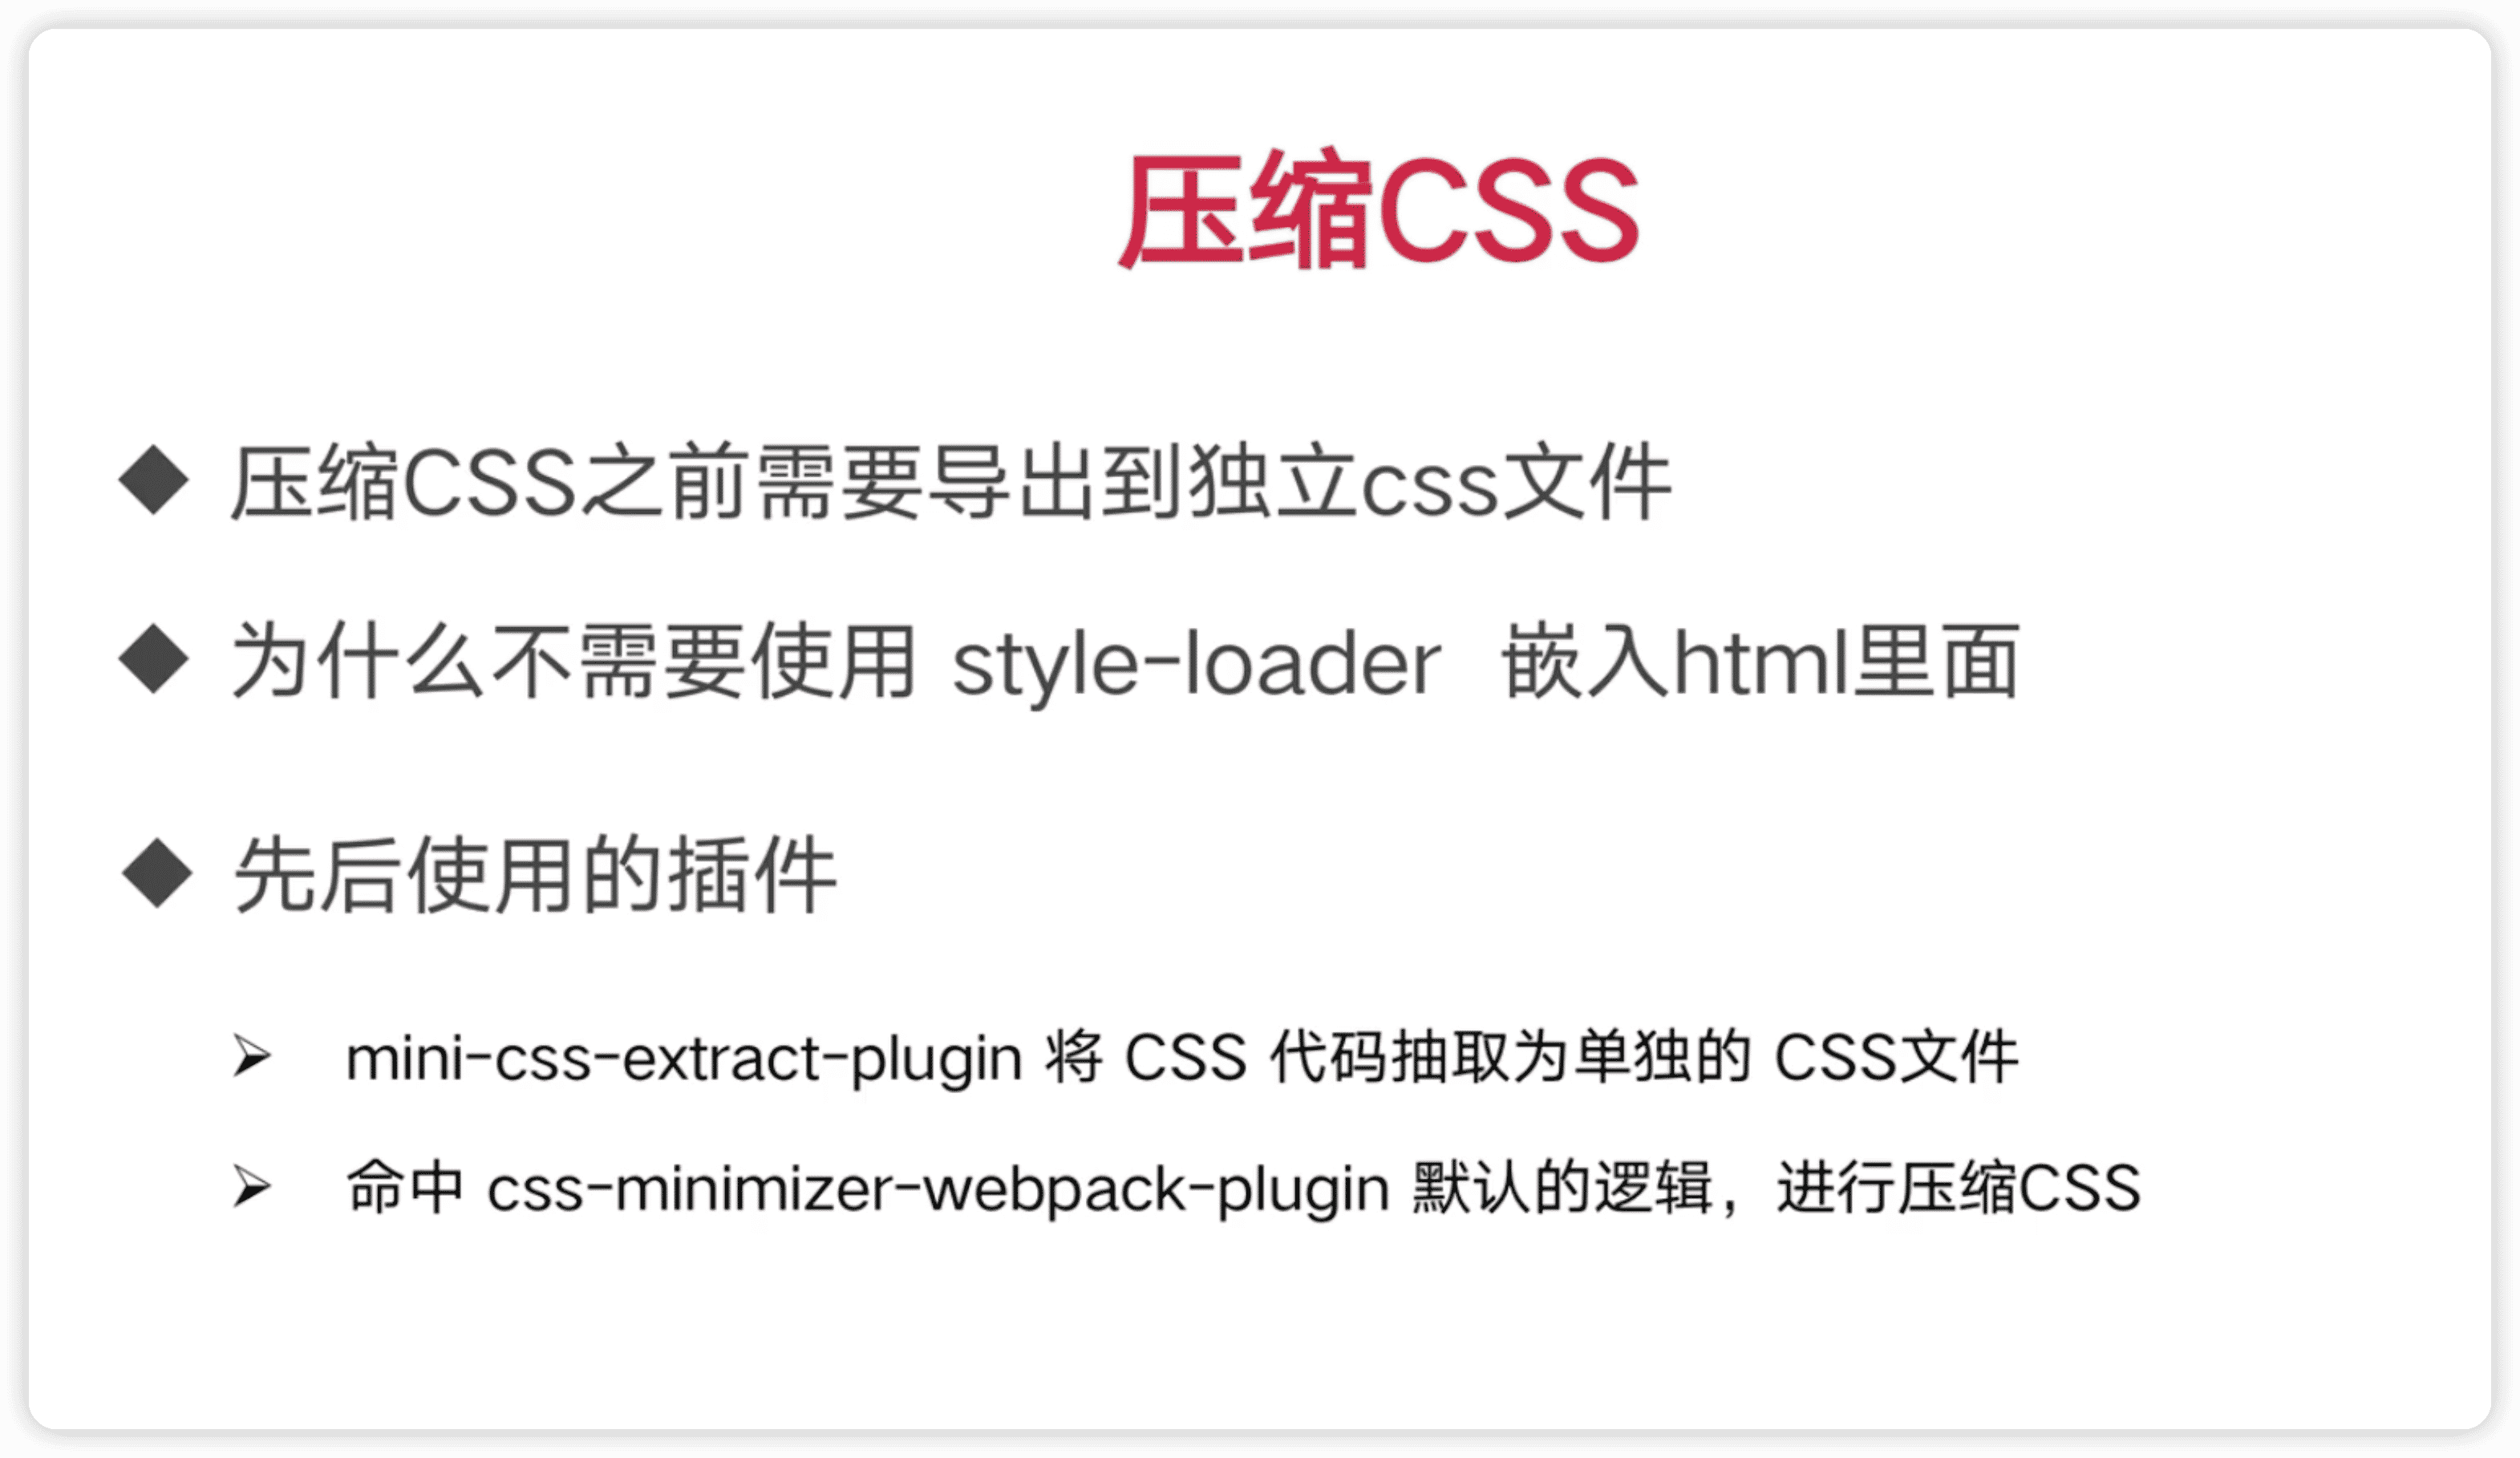 压缩CSS
◆ 压缩CSS之前需要导出到独立css文件
◆ 为什么不需要使用 style-loader 嵌入html里面
◆ 先后使用的插件
➢ mini-css-extract-plugin 将 CSS 代码抽取为单独的 CSS文件
➢ 命中 css-minimizer-webpack-plugin 默认的逻辑，进行压缩CSS